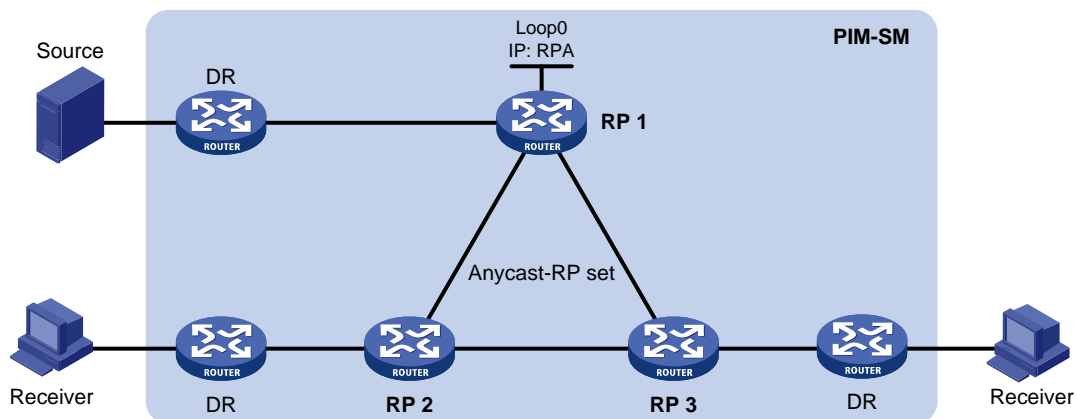 Loop0
IP: RPA
PIM-SM
Source
DR
ROUTER
ROUTER
RP 1
Anycast-RP set
ROUTER
ROUTER
ROUTER
ROUTER
Receiver
DR
RP 2
RP 3
DR
Receiver